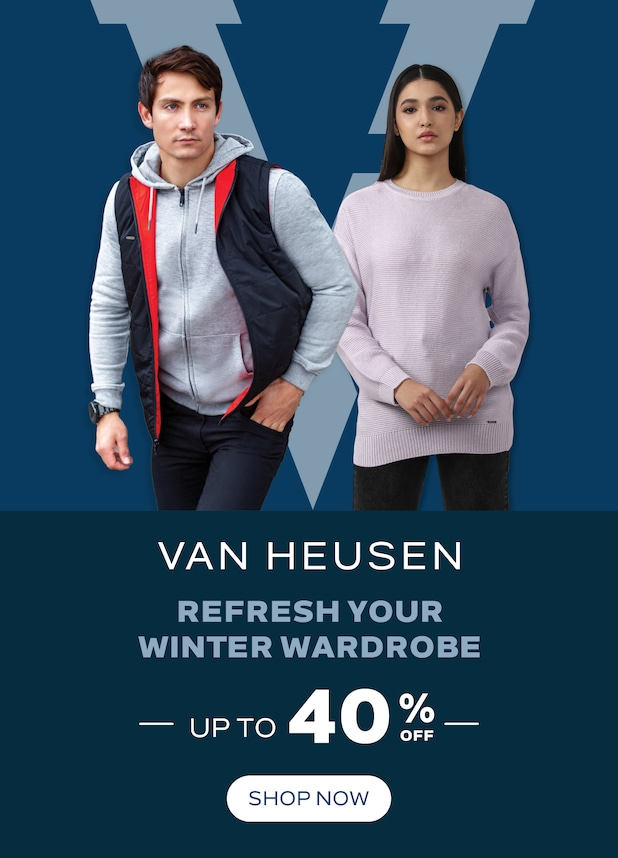 VAN HEUSEN
REFRESH YOUR
WINTER WARDROBE
UP TO 40% OFF
SHOP NOW